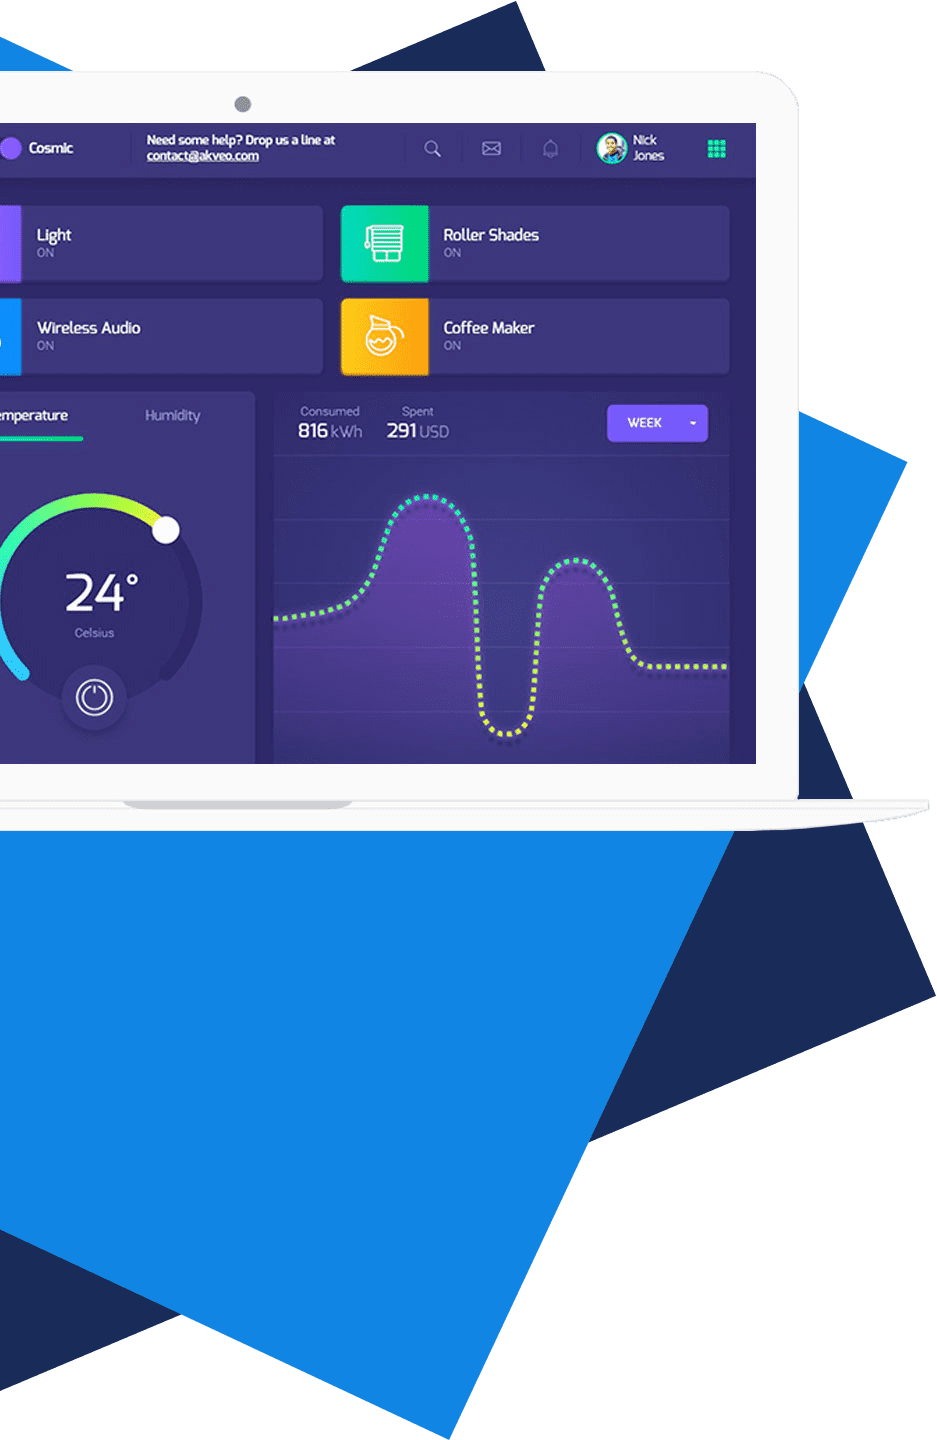 Cosmic
Need some help? Drop us a line at
contact@akveo.com
Nick
Jones
Light
ON
Roller Shades
ON
Wireless Audio
ON
Coffee Maker
ON
emperature
Humidity
Consumed
816 kWh
Spent
291 USD
WEEK
24°
Celsius